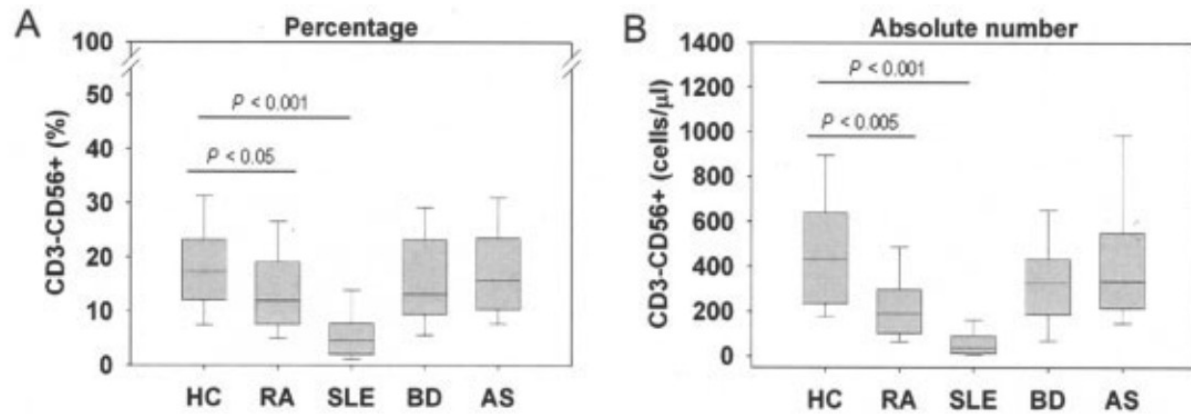 A
Percentage
100
50
40
30
20
10
0
CD3-CD56+ (%)
P < 0.001
P < 0.05
HC RA SLE BD AS
B
Absolute number
1400
1200
1000
800
600
400
200
0
CD3-CD56+ (cells/µl)
P < 0.001
P < 0.005
HC RA SLE BD AS